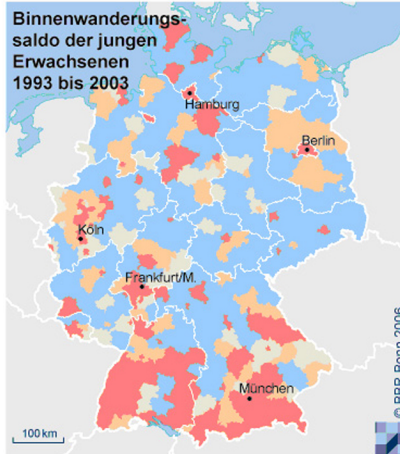 Binnenwanderungs-
saldo der jungen
Erwachsenen
1993 bis 2003
Hamburg
Berlin
Köln
Frankfurt/M.
München
100 km
© BBR Bonn 2006